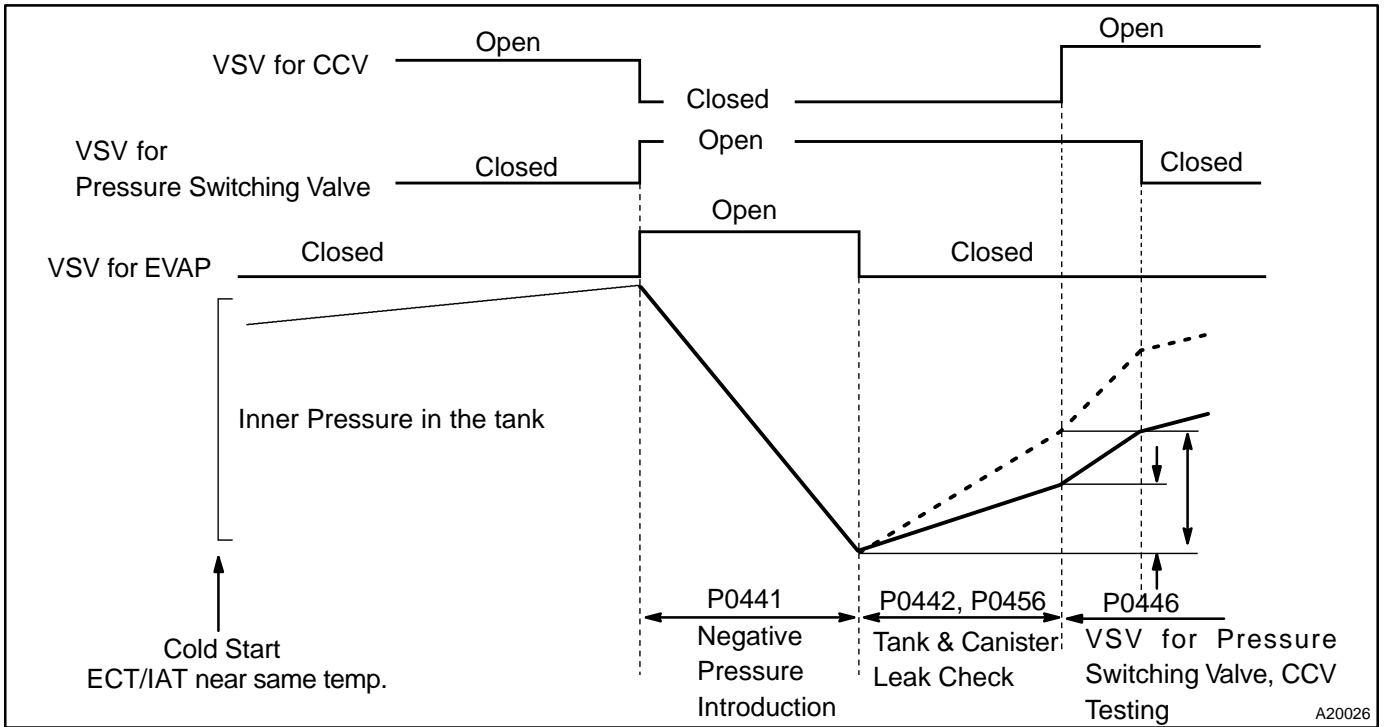 Open
Open
VSV for CCV
Closed
Open
VSV for
Pressure Switching Valve
Closed
Closed
Open
VSV for EVAP
Closed
Closed
Inner Pressure in the tank
Cold Start
ECT/IAT near same temp.
P0441
Negative
Pressure
Introduction
P0442, P0456
Tank & Canister
Leak Check
P0446
VSV for Pressure
Switching Valve, CCV
Testing
A20026